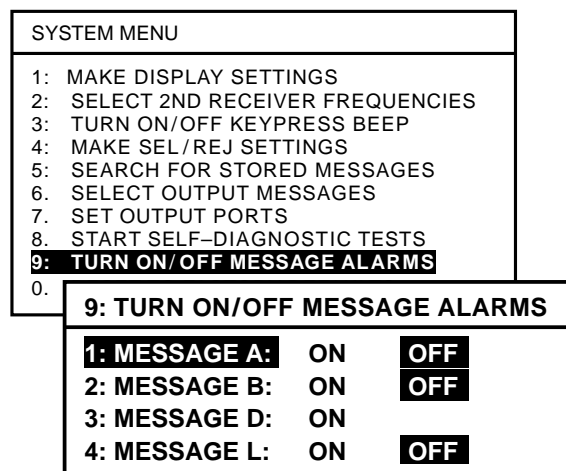 SYSTEM MENU
1: MAKE DISPLAY SETTINGS
2: SELECT 2ND RECEIVER FREQUENCIES
3: TURN ON/OFF KEYPRESS BEEP
4: MAKE SEL/REJ SETTINGS
5: SEARCH FOR STORED MESSAGES
6. SELECT OUTPUT MESSAGES
7. SET OUTPUT PORTS
8. START SELF–DIAGNOSTIC TESTS
9: TURN ON/OFF MESSAGE ALARMS
0.
9: TURN ON/OFF MESSAGE ALARMS
1: MESSAGE A: ON OFF
2: MESSAGE B: ON OFF
3: MESSAGE D: ON
4: MESSAGE L: ON OFF